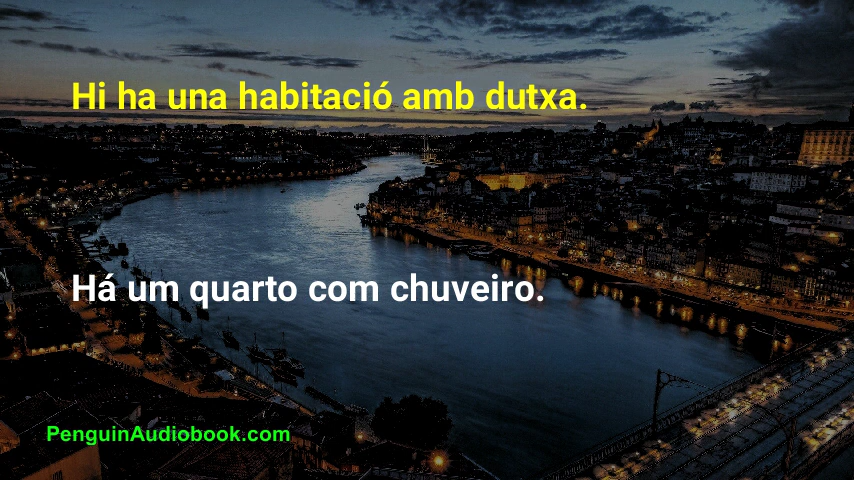 Hi ha una habitació amb dutxa.
Há um quarto com chuveiro.
PenguinAudiobook.com